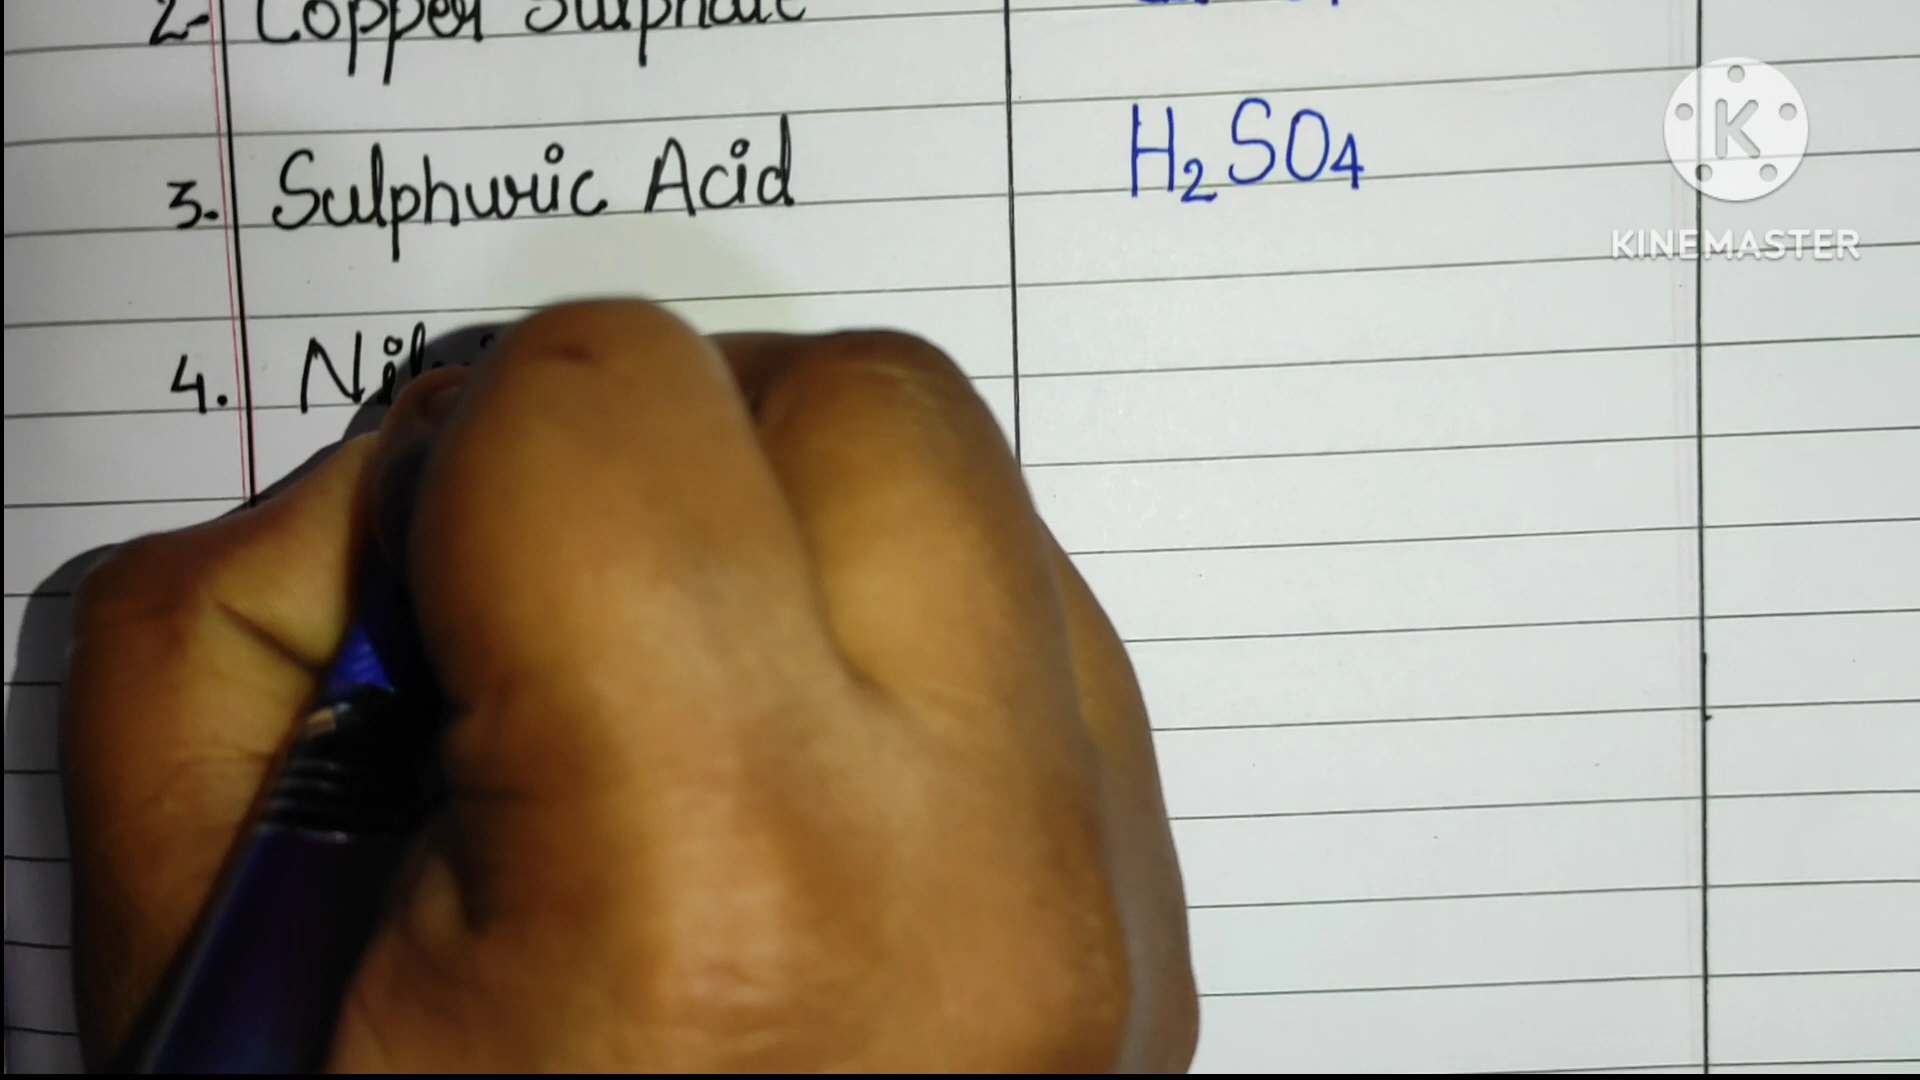 2- Copper Sulphate
3. Sulphuric Acid H2SO4
4.
K
KINEMASTER